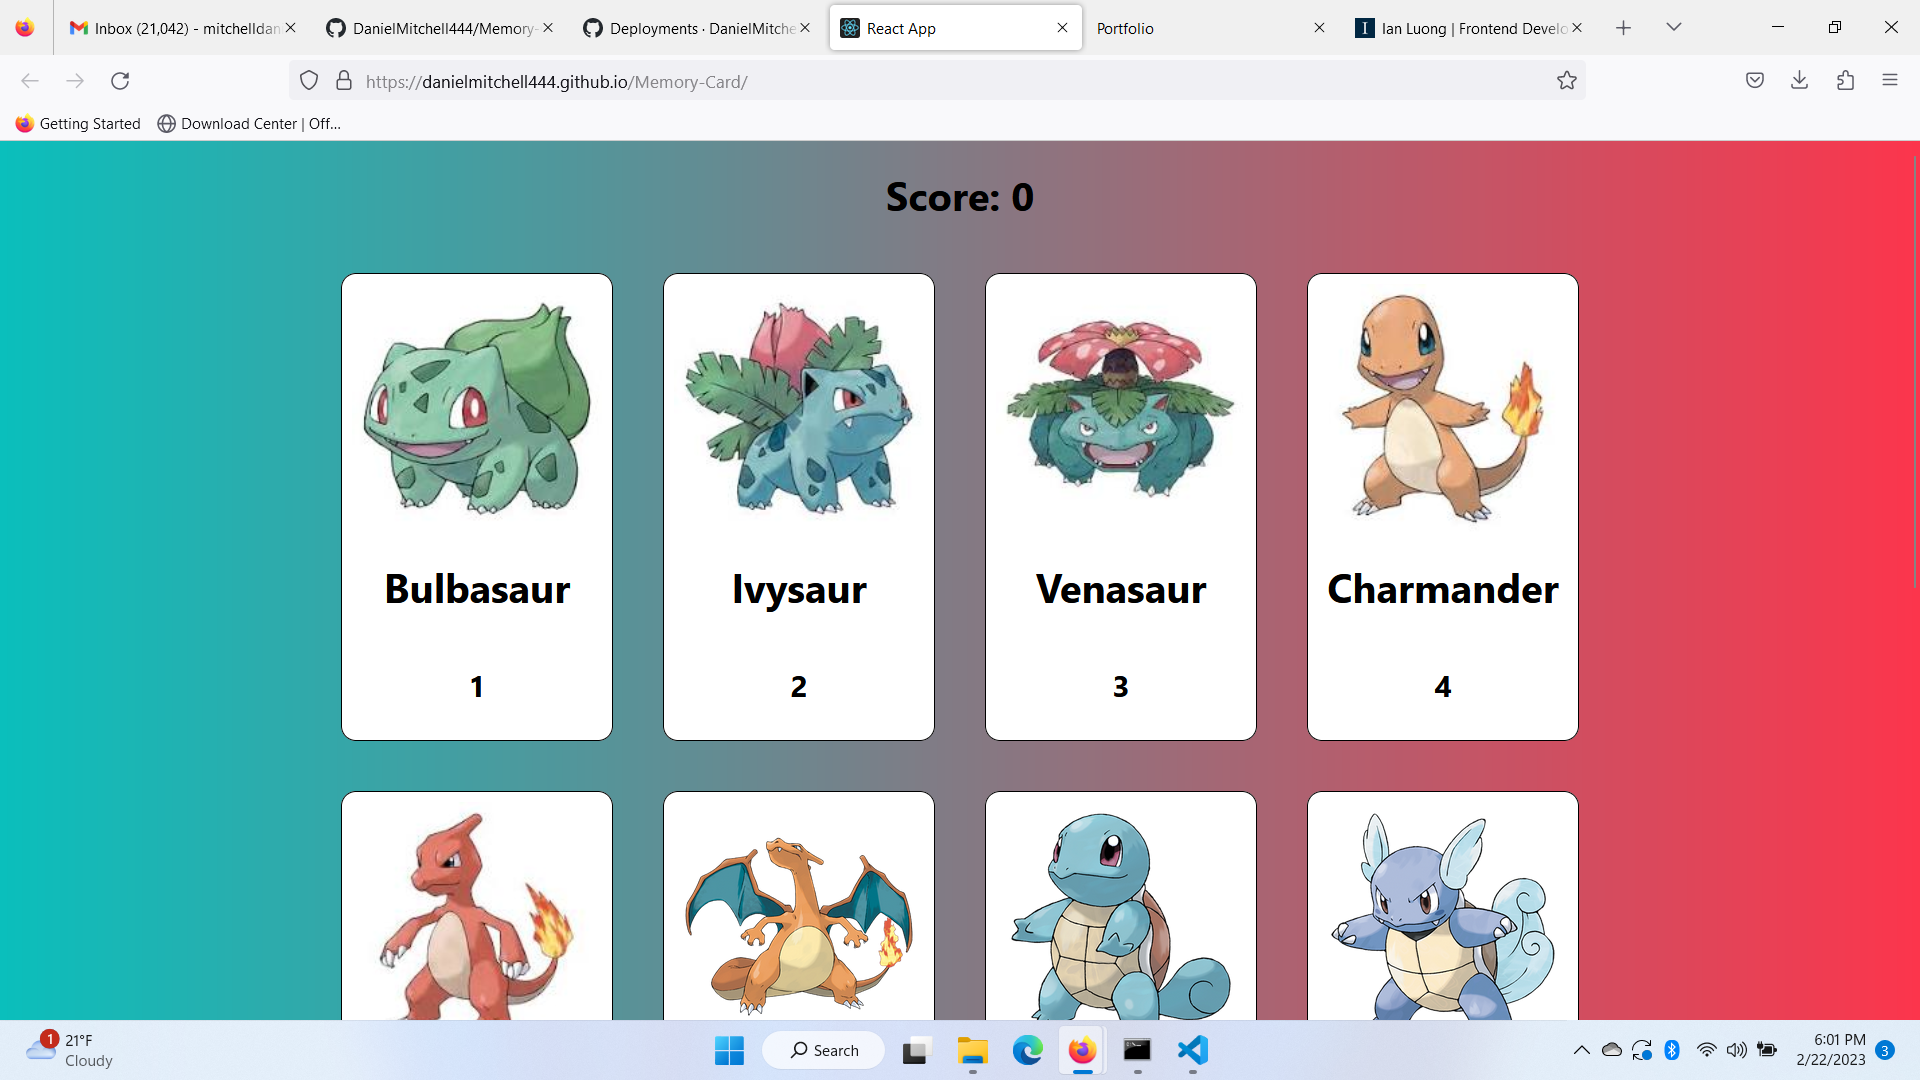 Inbox (21,042) - mitchelldan
DanielMitchell444/Memory-
Deployments · DanielMitche
React App
Portfolio
Ian Luong | Frontend Develo
https://danielmitchell444.github.io/Memory-Card/
Getting Started
Download Center | Off...
Score: 0
Bulbasaur
Ivysaur
Venasaur
Charmander
1
2
3
4
1
21°F
Cloudy
Search
6:01 PM
2/22/2023
3